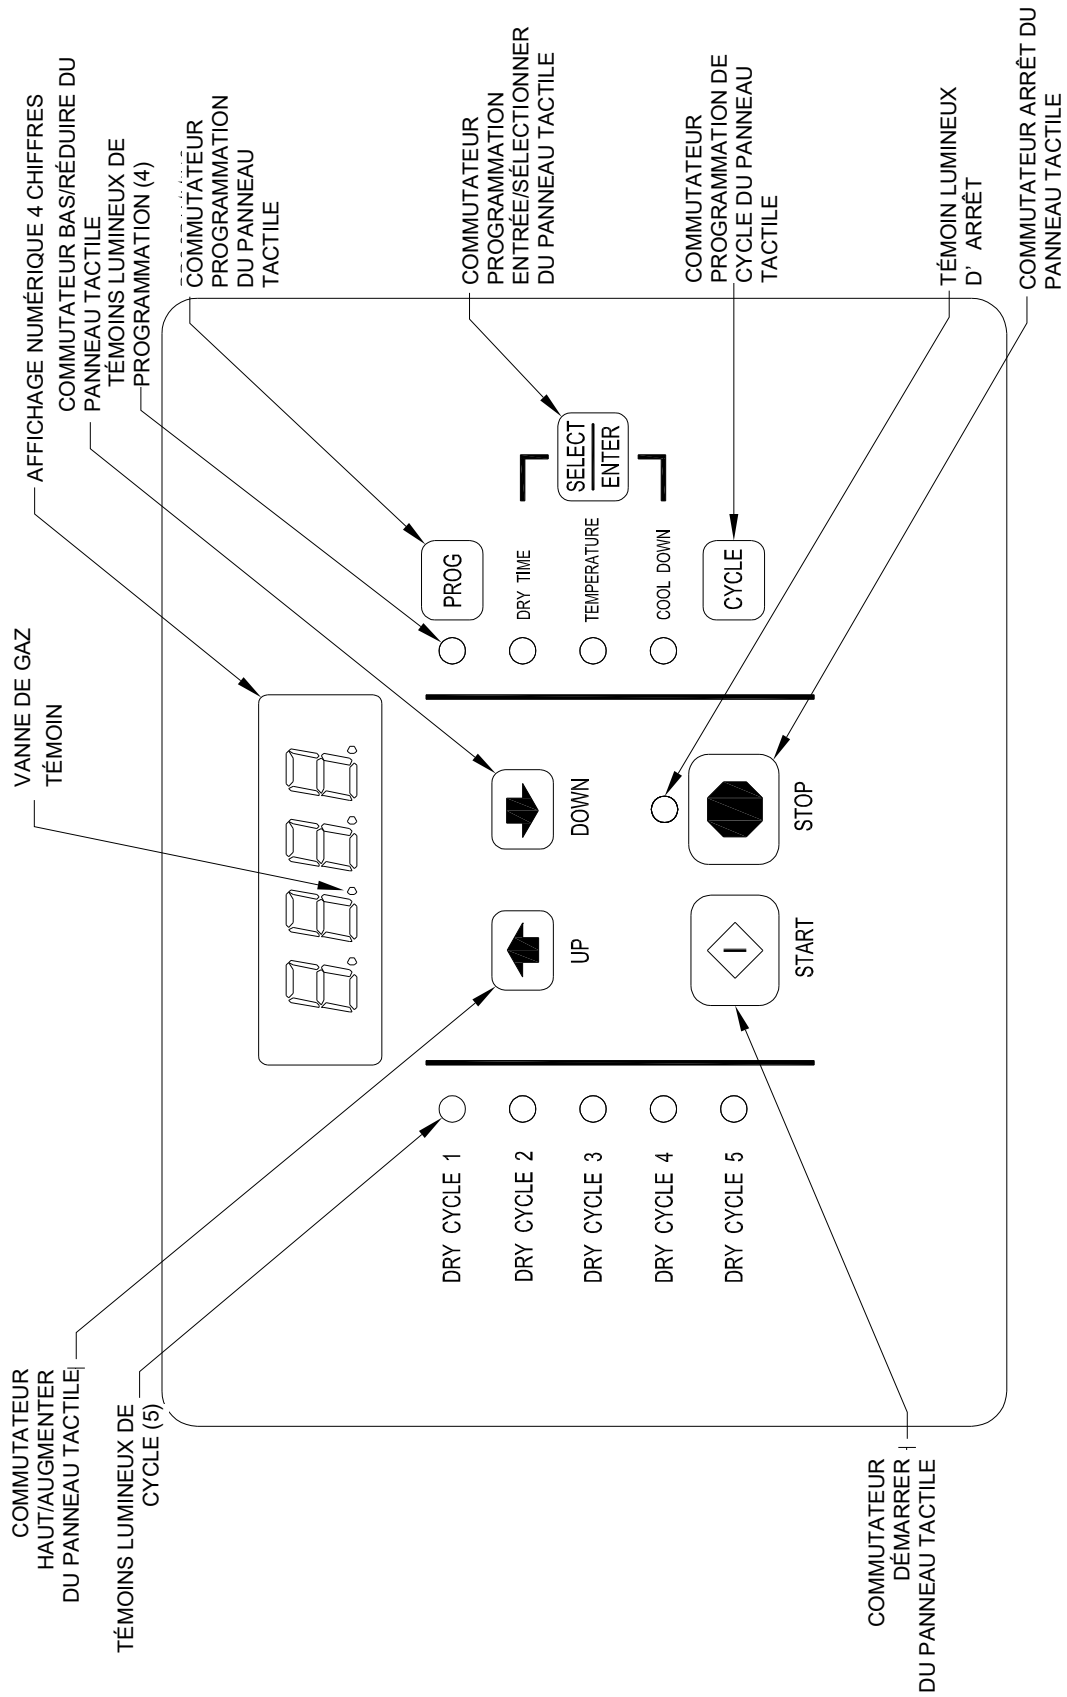 COMMUTATEUR
HAUT/AUGMENTER
DU PANNEAU TACTILE
TÉMOINS LUMINEUX DE
CYCLE (5)
VANNE DE GAZ
TÉMOIN
AFFICHAGE NUMÉRIQUE 4 CHIFFRES
COMMUTATEUR BAS/RÉDUIRE DU
PANNEAU TACTILE
TÉMOINS LUMINEUX DE
PROGRAMMATION (4)
COMMUTATEUR
PROGRAMMATION
DU PANNEAU
TACTILE
COMMUTATEUR
PROGRAMMATION
ENTRÉE/SÉLECTIONNER
DU PANNEAU TACTILE
COMMUTATEUR
PROGRAMMATION DE
CYCLE DU PANNEAU
TACTILE
TÉMOIN LUMINEUX
D' ARRÊT
COMMUTATEUR ARRÊT DU
PANNEAU TACTILE
COMMUTATEUR
DÉMARRER
DU PANNEAU TACTILE
DRY CYCLE 1
DRY CYCLE 2
DRY CYCLE 3
DRY CYCLE 4
DRY CYCLE 5
UP
DOWN
START
STOP
PROG
DRY TIME
TEMPERATURE
COOL DOWN
SELECT
ENTER
CYCLE